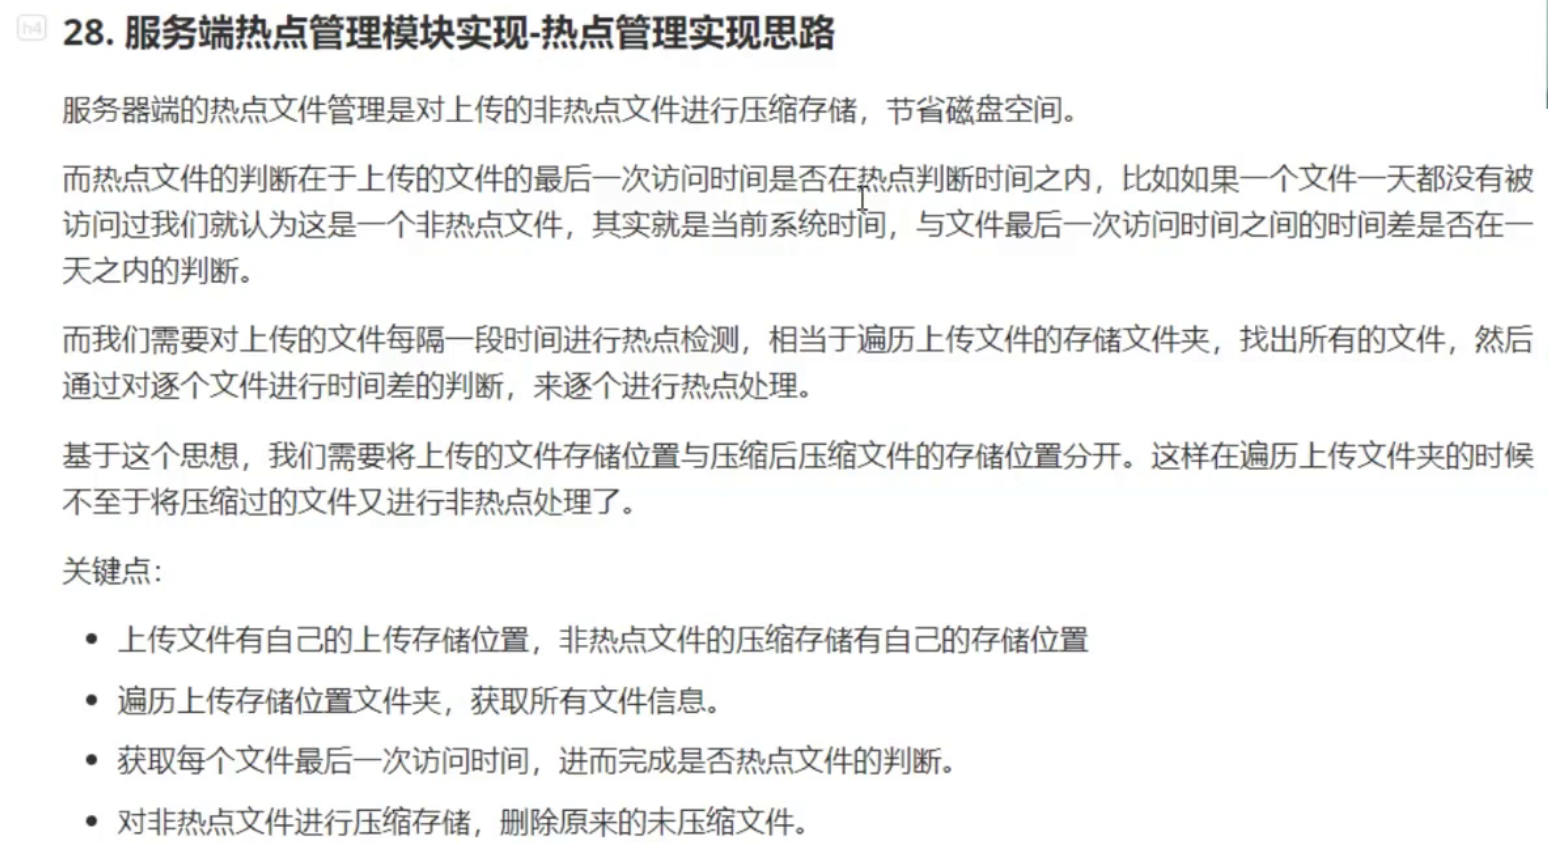 h4
28. 服务端热点管理模块实现-热点管理实现思路
服务器端的热点文件管理是对上传的非热点文件进行压缩存储，节省磁盘空间。
而热点文件的判断在于上传的文件的最后一次访问时间是否在热点判断时间之内，比如如果一个文件一天都没有被
访问过我们就认为这是一个非热点文件，其实就是当前系统时间，与文件最后一次访问时间之间的时间差是否在一
天之内的判断。
而我们需要对上传的文件每隔一段时间进行热点检测，相当于遍历上传文件的存储文件夹，找出所有的文件，然后
通过对逐个文件进行时间差的判断，来逐个进行热点处理。
基于这个思想，我们需要将上传的文件存储位置与压缩后压缩文件的存储位置分开。这样在遍历上传文件夹的时候
不至于将压缩过的文件又进行非热点处理了。
关键点：
• 上传文件有自己的上传存储位置，非热点文件的压缩存储有自己的存储位置
• 遍历上传存储位置文件夹，获取所有文件信息。
• 获取每个文件最后一次访问时间，进而完成是否热点文件的判断。
• 对非热点文件进行压缩存储，删除原来的未压缩文件。